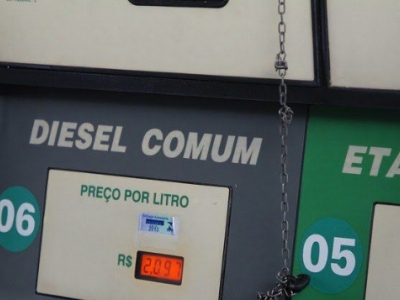 DIESEL COMUM
ETA
PREÇO POR LITRO
06
05
R$ 2.097